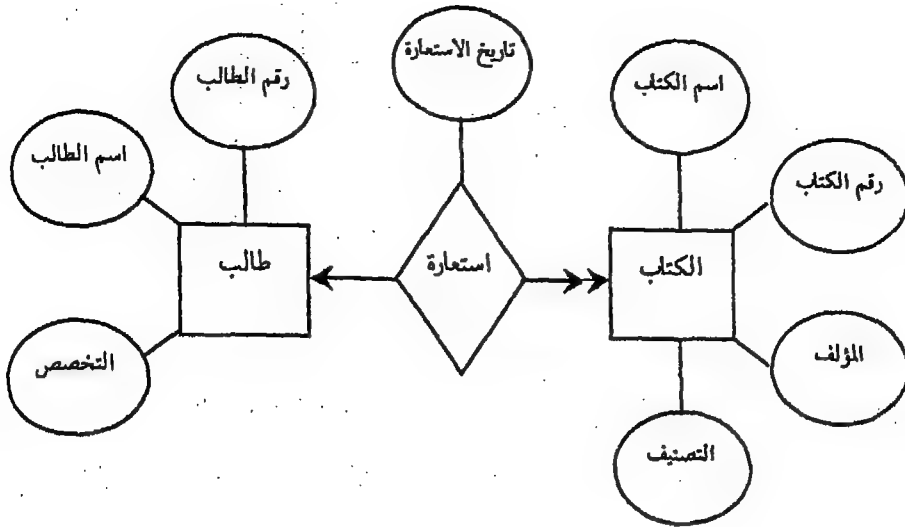 تاريخ الاستعارة
اسم الكتاب
رقم الطالب
اسم الطالب
رقم الكتاب
طالب
استعارة
الكتاب
التخصص
المؤلف
التصنيف